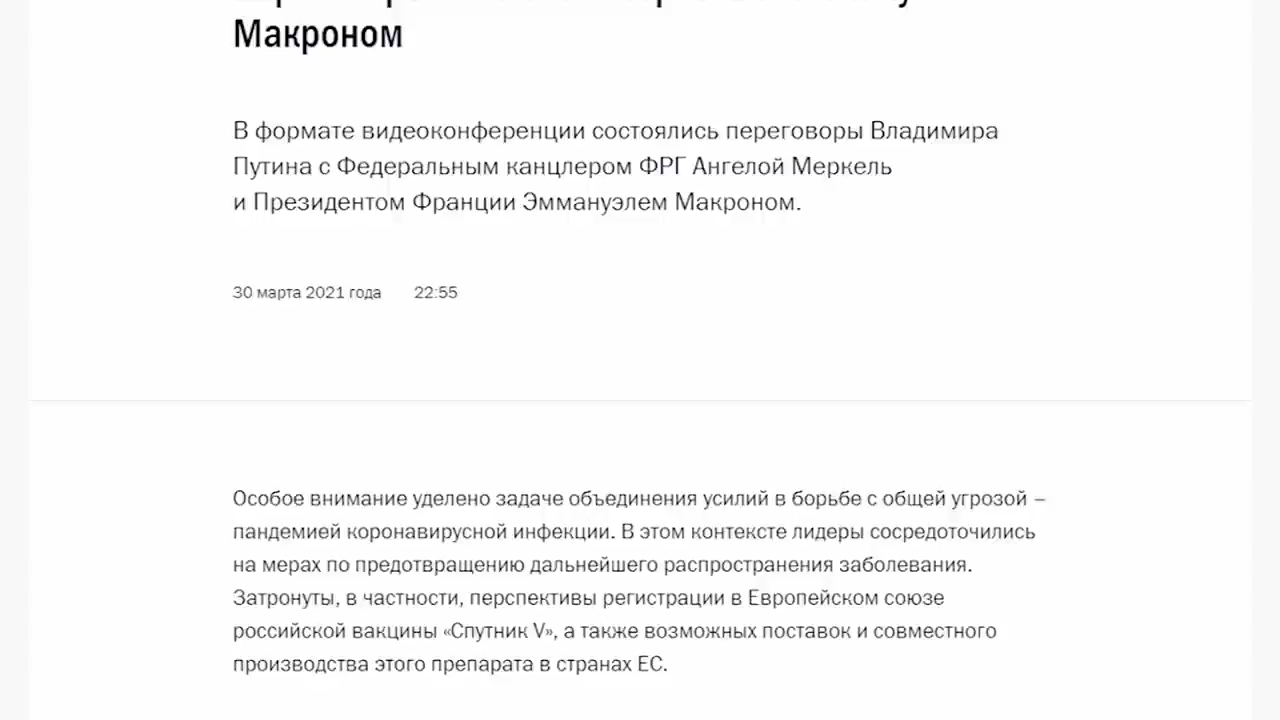 Макроном
В формате видеоконференции состоялись переговоры Владимира
Путина с Федеральным канцлером ФРГ Ангелой Меркель
и Президентом Франции Эммануэлем Макроном.
30 марта 2021 года 22:55
Особое внимание уделено задаче объединения усилий в борьбе с общей угрозой –
пандемией коронавирусной инфекции. В этом контексте лидеры сосредоточились
на мерах по предотвращению дальнейшего распространения заболевания.
Затронуты, в частности, перспективы регистрации в Европейском союзе
российской вакцины «Спутник V», а также возможных поставок и совместного
производства этого препарата в странах ЕС.